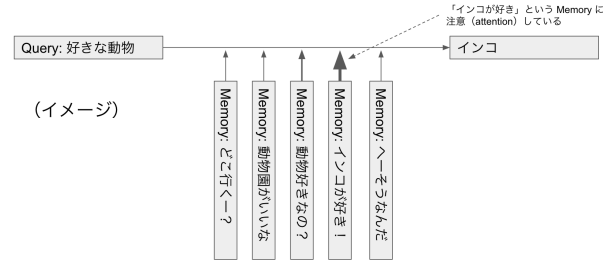 「インコが好き」という Memory に
注意（attention）している
Query: 好きな動物
インコ
（イメージ）
Memory: どこ行くー？
Memory: 動物園がいいな
Memory: 動物好きなの？
Memory: インコが好き！
Memory: へーそうなんだ